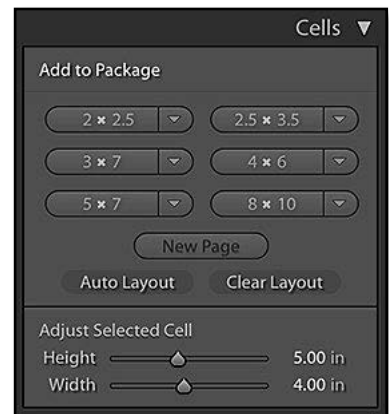 Cells ▼
Add to Package
2 × 2.5 2.5 × 3.5
3 × 7 4 × 6
5 × 7 8 × 10
New Page
Auto Layout Clear Layout
Adjust Selected Cell
Height 5.00 in
Width 4.00 in